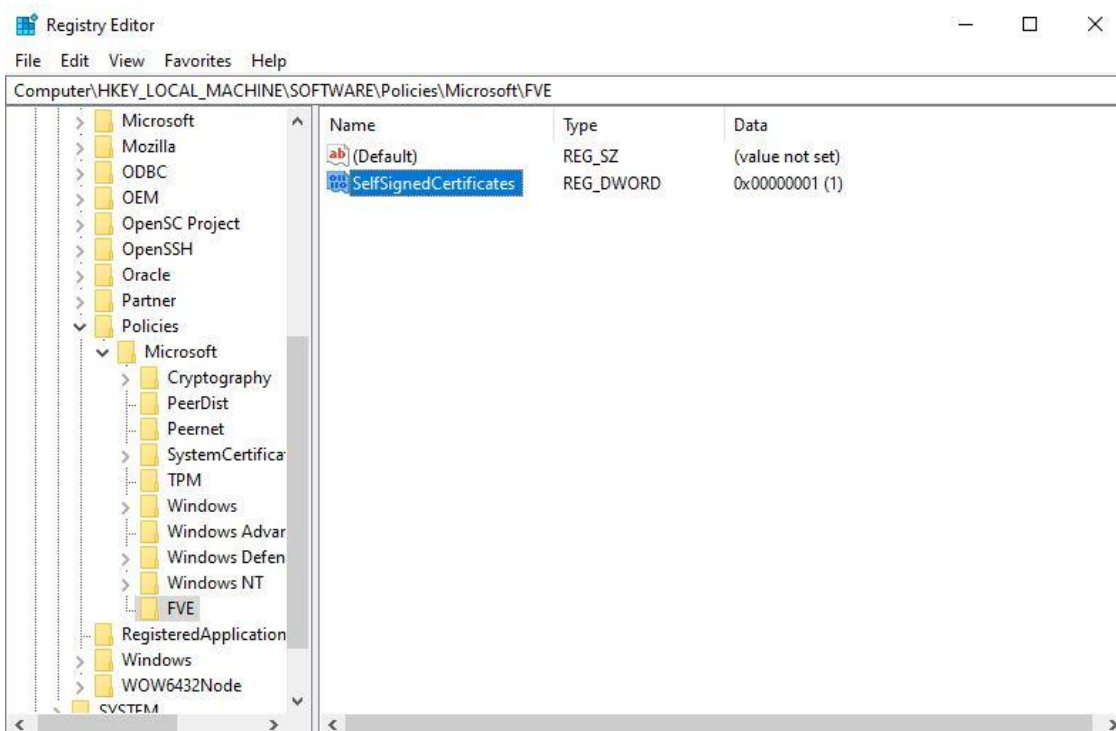 Registry Editor
File Edit View Favorites Help
Computer\HKEY_LOCAL_MACHINE\SOFTWARE\Policies\Microsoft\FVE
Microsoft
Mozilla
ODBC
OEM
OpenSC Project
OpenSSH
Oracle
Partner
Policies
Microsoft
Cryptography
PeerDist
Peernet
SystemCertifica
TPM
Windows
Windows Advar
Windows Defen
Windows NT
FVE
RegisteredApplication
Windows
WOW6432Node
SYSTEM
Name Type Data
(Default) REG_SZ (value not set)
SelfSignedCertificates REG_DWORD 0x00000001 (1)